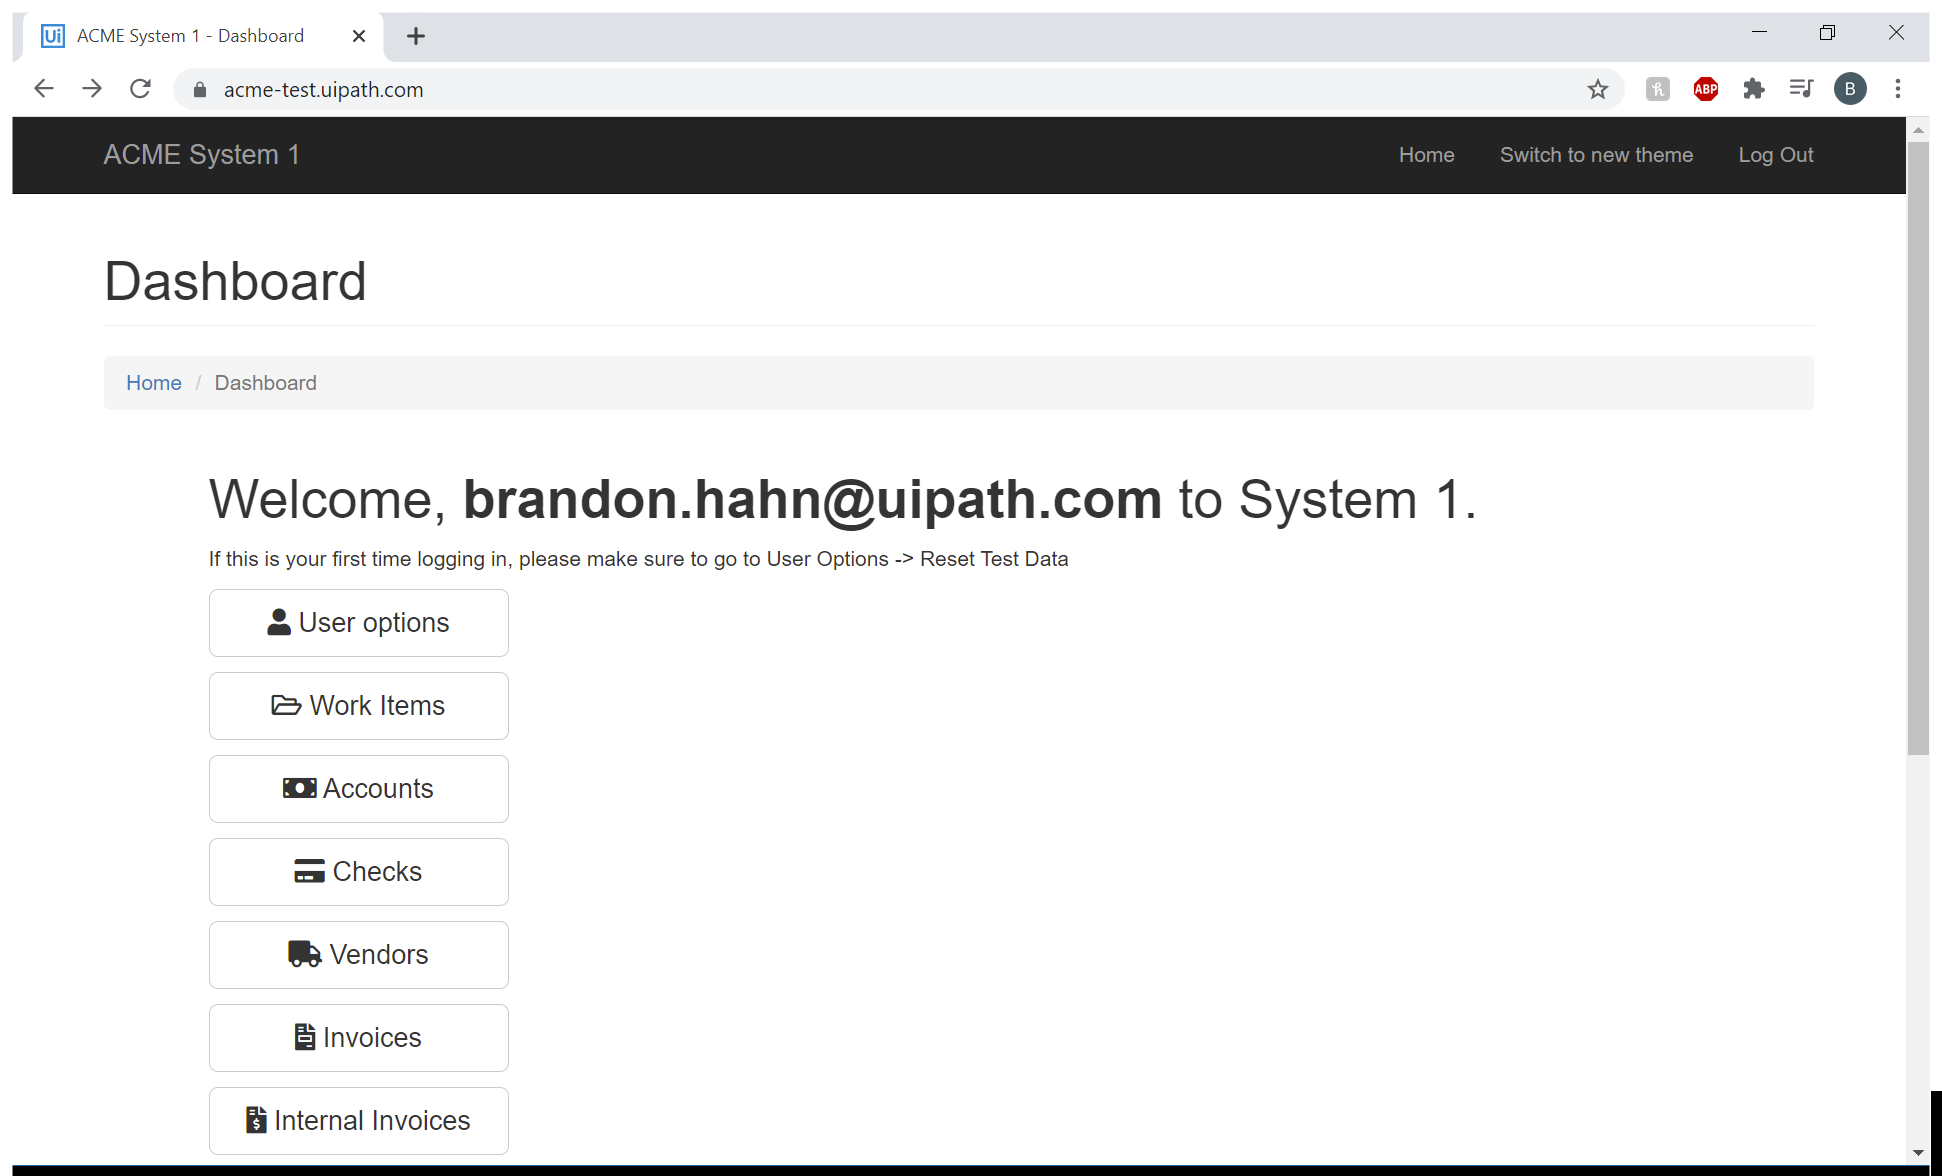 Ui ACME System 1 - Dashboard
acme-test.uipath.com
ABP
B
ACME System 1
Home
Switch to new theme
Log Out
Dashboard
Home / Dashboard
Welcome, brandon.hahn@uipath.com to System 1.
If this is your first time logging in, please make sure to go to User Options -> Reset Test Data
User options
Work Items
Accounts
Checks
Vendors
Invoices
Internal Invoices